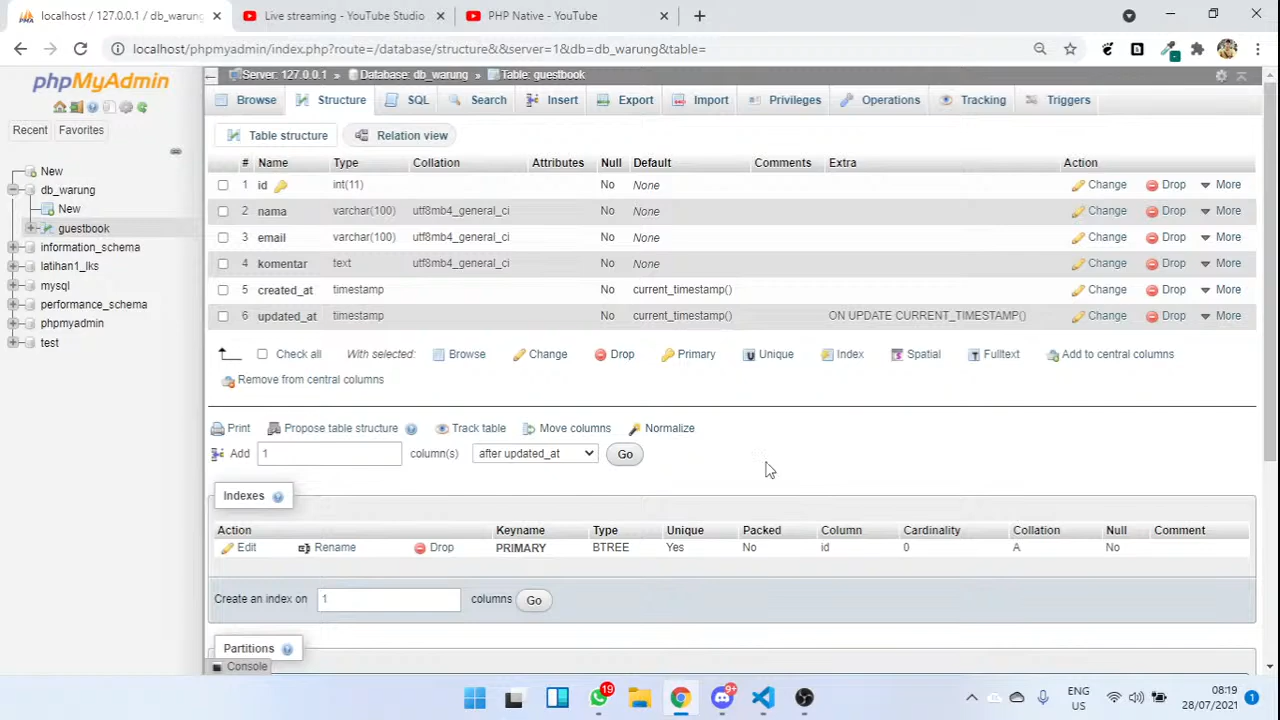 localhost / 127.0.0.1 / db_warung
Live streaming - YouTube Studio
PHP Native - YouTube
localhost/phpmyadmin/index.php?route=/database/structure&&server=1&db=db_warung&table=
phpMyAdmin
Recent Favorites
New
db_warung
New
guestbook
information_schema
latihan1_lks
mysql
performance_schema
phpmyadmin
test
Server: 127.0.0.1 » Database: db_warung » Table: guestbook
Browse Structure SQL Search Insert Export Import Privileges Operations Tracking Triggers
Table structure Relation view
# Name Type Collation Attributes Null Default Comments Extra Action
1 id int(11) No None Change Drop More
2 nama varchar(100) utf8mb4_general_ci No None Change Drop More
3 email varchar(100) utf8mb4_general_ci No None Change Drop More
4 komentar text utf8mb4_general_ci No None Change Drop More
5 created_at timestamp No current_timestamp() Change Drop More
6 updated_at timestamp No current_timestamp() ON UPDATE CURRENT_TIMESTAMP() Change Drop More
Check all With selected: Browse Change Drop Primary Unique Index Spatial Fulltext Add to central columns
Remove from central columns
Print Propose table structure Track table Move columns Normalize
Add 1 column(s) after updated_at Go
Indexes
Action Keyname Type Unique Packed Column Cardinality Collation Null Comment
Edit Rename Drop PRIMARY BTREE Yes No id 0 A No
Create an index on 1 columns Go
Partitions
Console
19
9+
ENG
US
08:19
28/07/2021
1